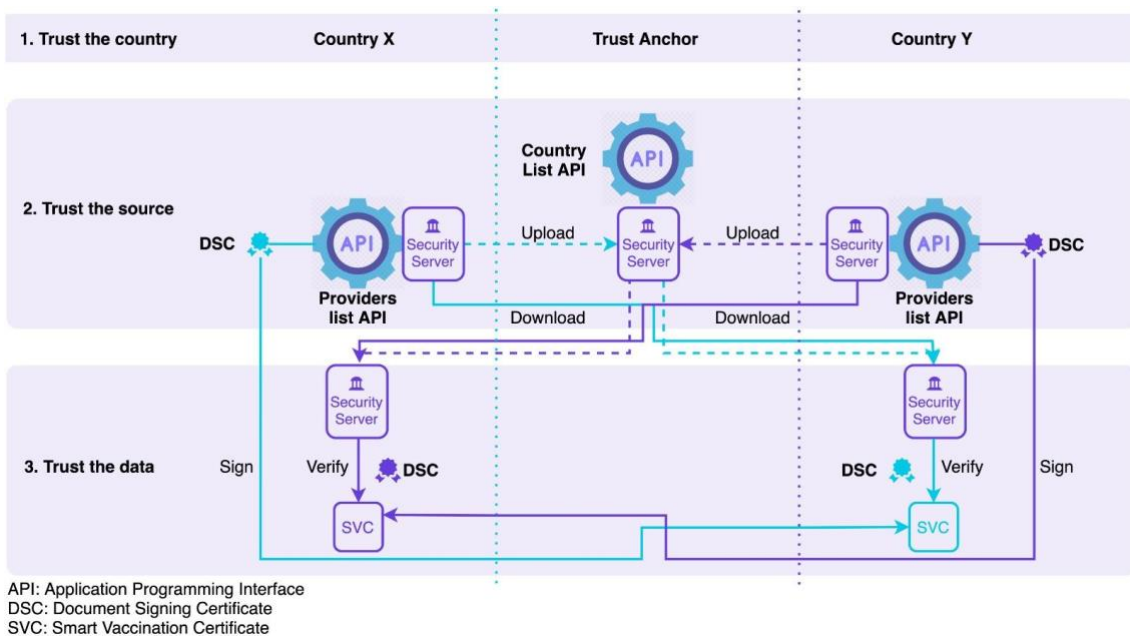 1. Trust the country
Country X
Trust Anchor
Country Y
Country
List API
API
2. Trust the source
DSC
API
Security
Server
Upload
Security
Server
Upload
Security
Server
API
DSC
Providers
list API
Download
Download
Providers
list API
Security
Server
Security
Server
3. Trust the data
Sign
Verify
DSC
DSC
Verify
Sign
SVC
SVC
API: Application Programming Interface
DSC: Document Signing Certificate
SVC: Smart Vaccination Certificate